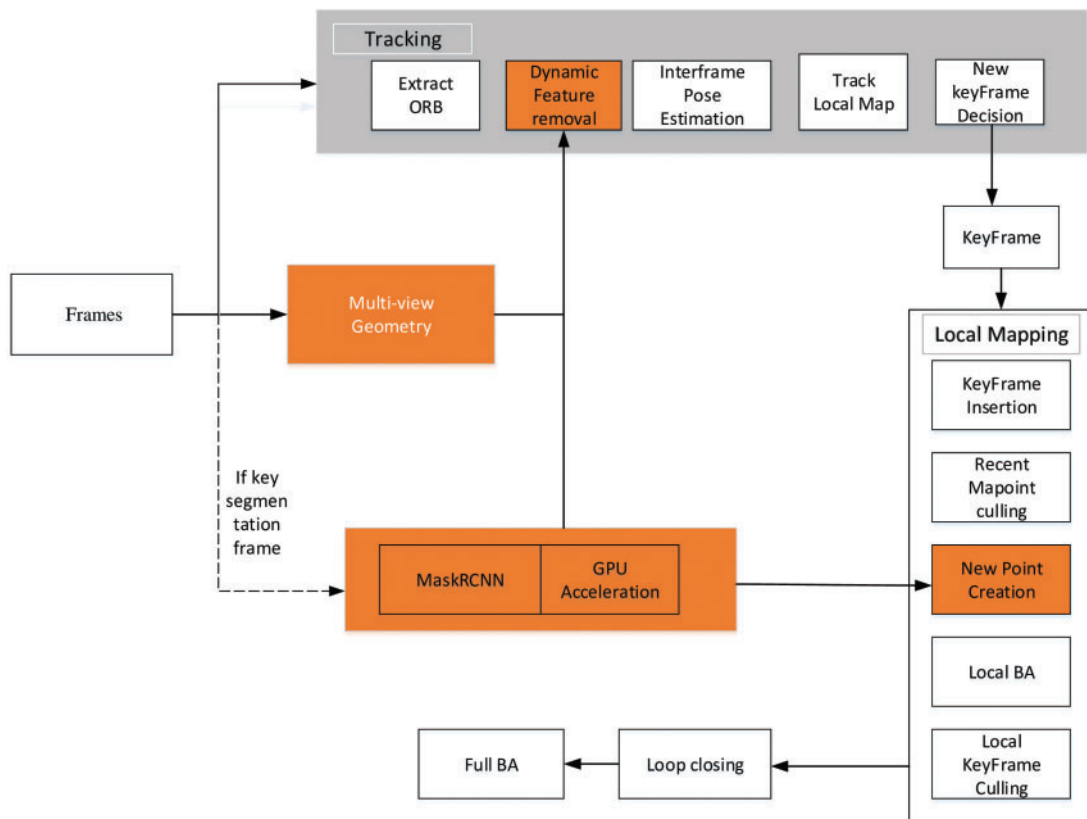 Tracking
Extract
ORB
Dynamic
Feature
removal
Interframe
Pose
Estimation
Track
Local Map
New
keyFrame
Decision
KeyFrame
Frames
Multi-view
Geometry
If key
segmen
tation
frame
MaskRCNN
GPU
Acceleration
Local Mapping
KeyFrame
Insertion
Recent
Mapoint
culling
New Point
Creation
Local BA
Local
KeyFrame
Culling
Loop closing
Full BA